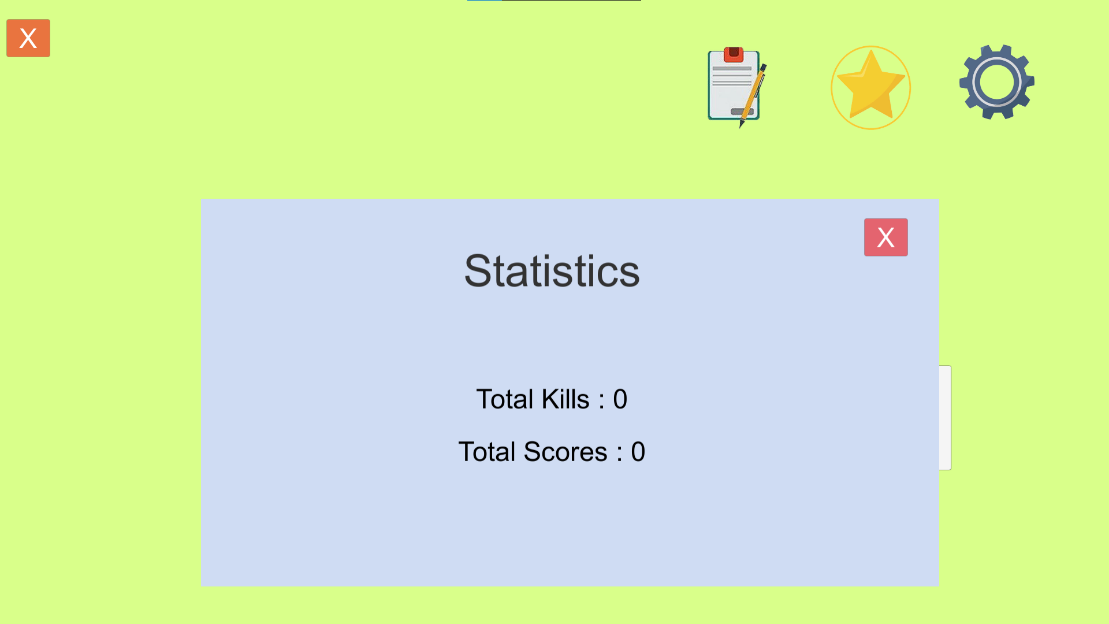 X
X
Statistics
Total Kills : 0
Total Scores : 0